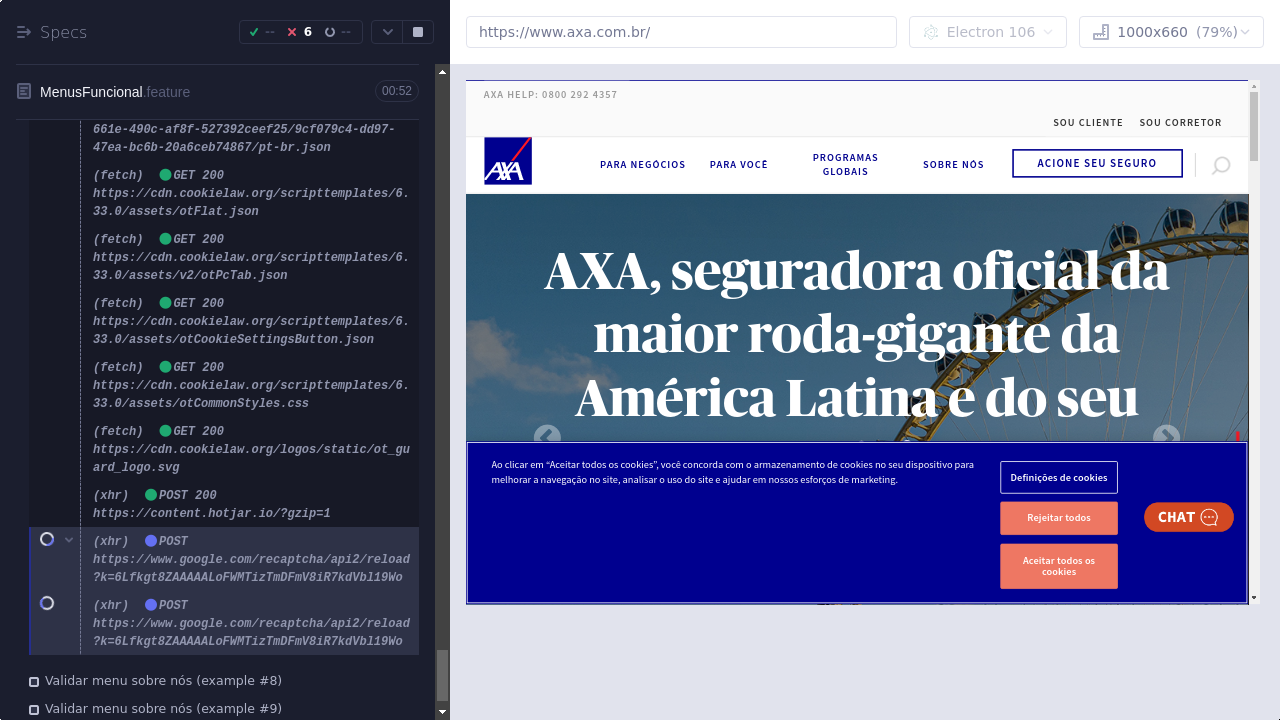 Specs
--
6
--
https://www.axa.com.br/
Electron 106
1000x660 (79%)
MenusFuncional.feature
00:52
661e-490c-af8f-527392ceef25/9cf079c4-dd97-
47ea-bc6b-20a6ceb74867/pt-br.json
(fetch) GET 200
https://cdn.cookielaw.org/scripttemplates/6.
33.0/assets/otFlat.json
(fetch) GET 200
https://cdn.cookielaw.org/scripttemplates/6.
33.0/assets/v2/otPcTab.json
(fetch) GET 200
https://cdn.cookielaw.org/scripttemplates/6.
33.0/assets/otCookieSettingsButton.json
(fetch) GET 200
https://cdn.cookielaw.org/scripttemplates/6.
33.0/assets/otCommonStyles.css
(fetch) GET 200
https://cdn.cookielaw.org/logos/static/ot_gu
ard_logo.svg
(xhr) POST 200
https://content.hotjar.io/?gzip=1
(xhr) POST
https://www.google.com/recaptcha/api2/reload
?k=6Lfkgt8ZAAAAALoFWMTizTmDFmV8iR7kdVbl19Wo
(xhr) POST
https://www.google.com/recaptcha/api2/reload
?k=6Lfkgt8ZAAAAALoFWMTizTmDFmV8iR7kdVbl19Wo
Validar menu sobre nós (example #8)
Validar menu sobre nós (example #9)
AXA HELP: 0800 292 4357
SOU CLIENTE SOU CORRETOR
AXA
PARA NEGÓCIOS
PARA VOCÊ
PROGRAMAS
GLOBAIS
SOBRE NÓS
ACIONE SEU SEGURO
AXA, seguradora oficial da
maior roda-gigante da
América Latina e do seu
Ao clicar em “Aceitar todos os cookies”, você concorda com o armazenamento de cookies no seu dispositivo para
melhorar a navegação no site, analisar o uso do site e ajudar em nossos esforços de marketing.
Definições de cookies
Rejeitar todos
Aceitar todos os
cookies
CHAT